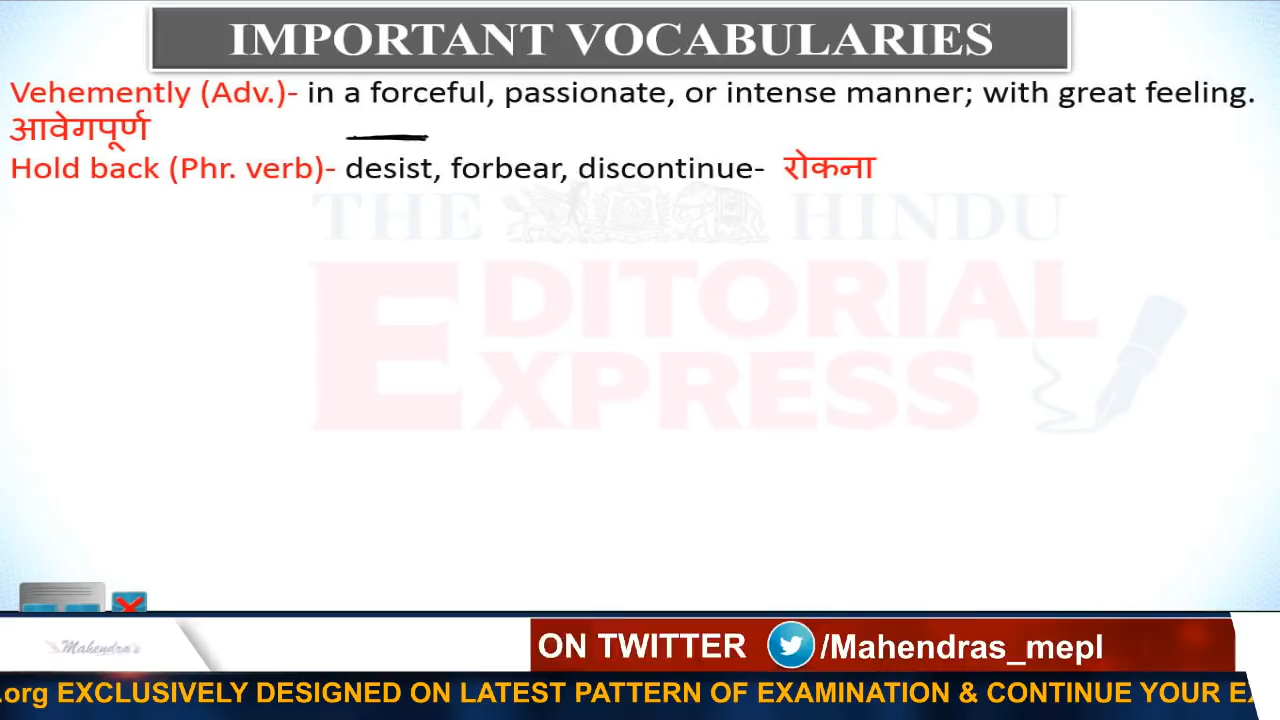 IMPORTANT VOCABULARIES
Vehemently (Adv.)- in a forceful, passionate, or intense manner; with great feeling.
आवेगपूर्ण
Hold back (Phr. verb)- desist, forbear, discontinue- रोकना
THE HINDU
EDITORIAL
EXPRESS
Mahendra's
ON TWITTER /Mahendras_mepl
.org EXCLUSIVELY DESIGNED ON LATEST PATTERN OF EXAMINATION & CONTINUE YOUR EX